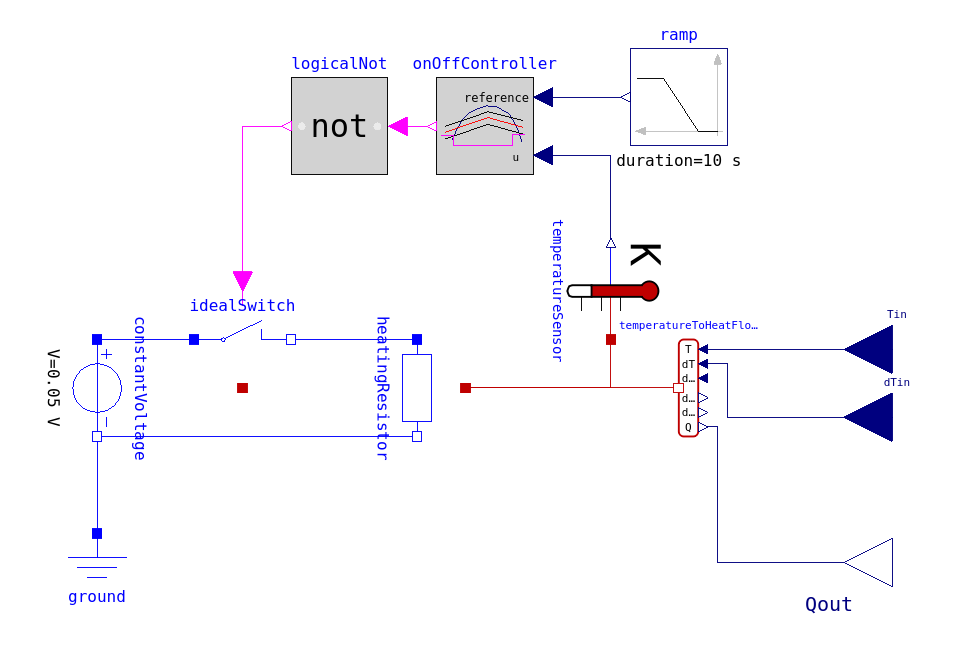 ramp
logicalNot
onOffController
reference
not
u
duration=10 s
K
temperatureSensor
idealSwitch
Tin
temperatureToHeatFlo…
constantVoltage
heatingResistor
V=0.05 V
+
−
T
dT
d…
d…
d…
Q
dTin
ground
Qout